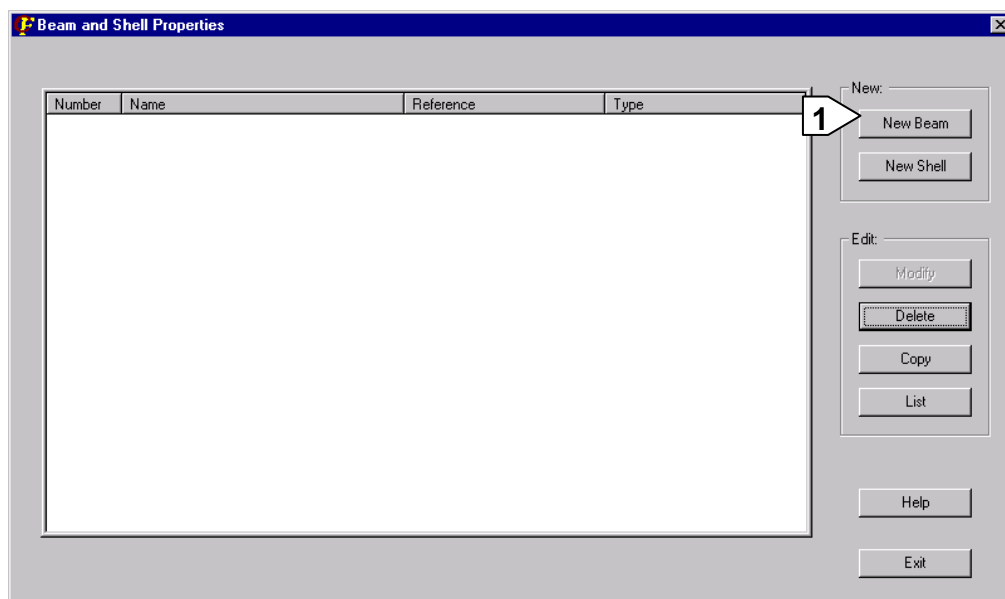 Beam and Shell Properties
Number Name Reference Type
New:
1
New Beam
New Shell
Edit:
Modify
Delete
Copy
List
Help
Exit